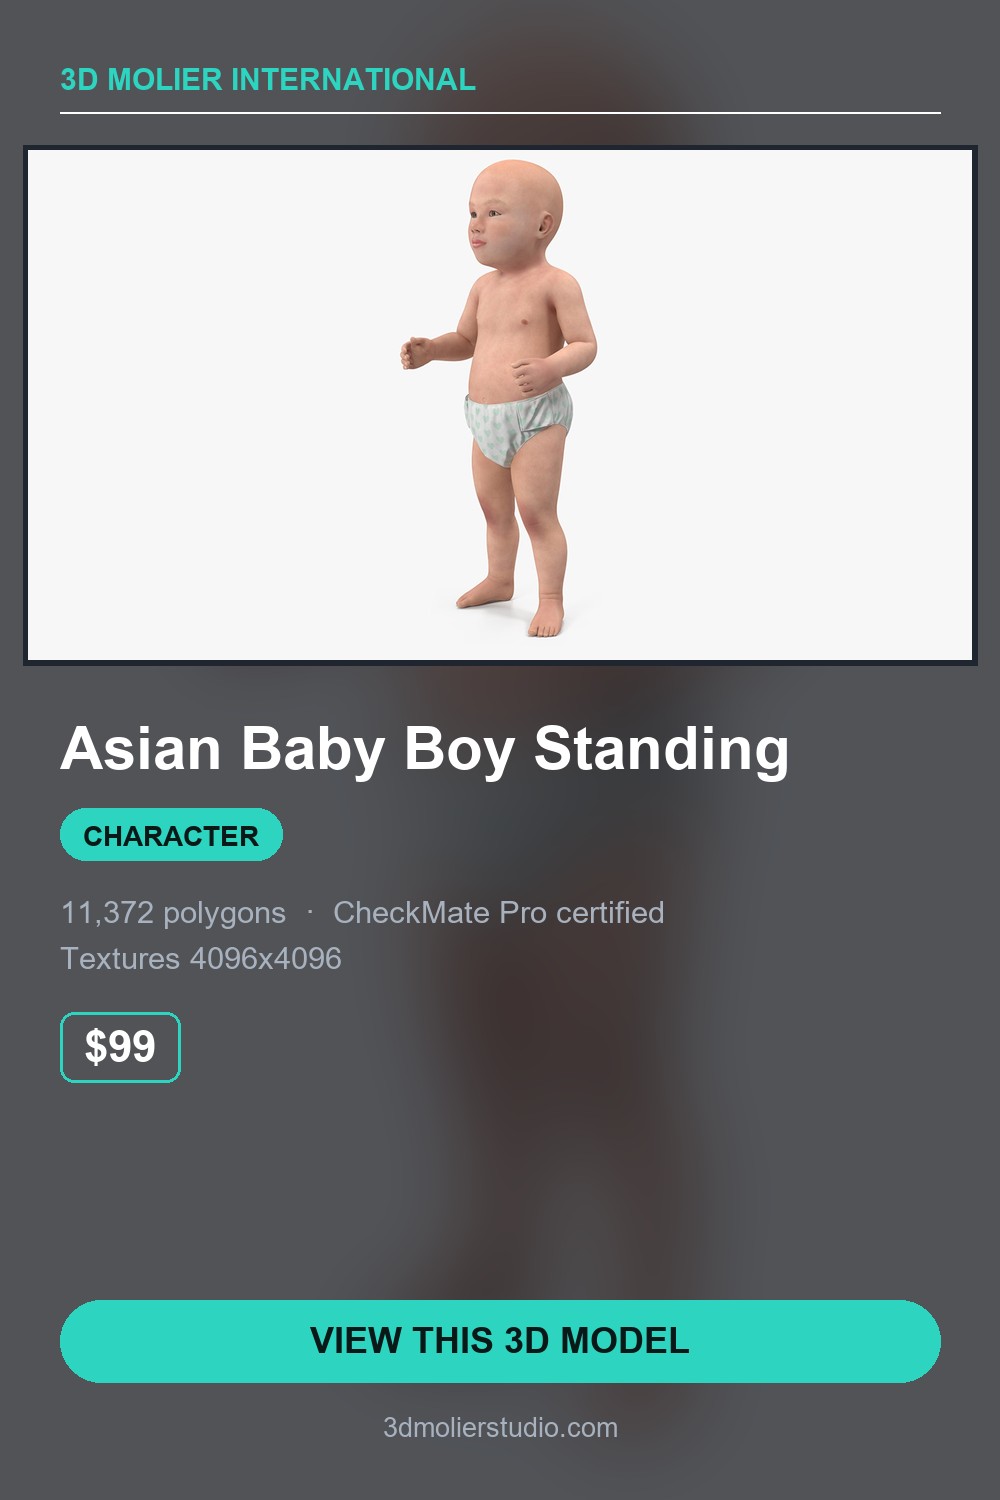 3D MOLIER INTERNATIONAL
Asian Baby Boy Standing
CHARACTER
11,372 polygons · CheckMate Pro certified
Textures 4096x4096
$99
VIEW THIS 3D MODEL
3dmolierstudio.com